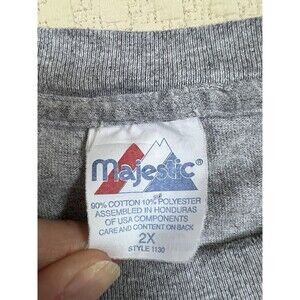 Majestic®
90% COTTON 10% POLYESTER
ASSEMBLED IN HONDURAS
OF USA COMPONENTS
CARE AND CONTENT ON BACK
2X
STYLE 1130